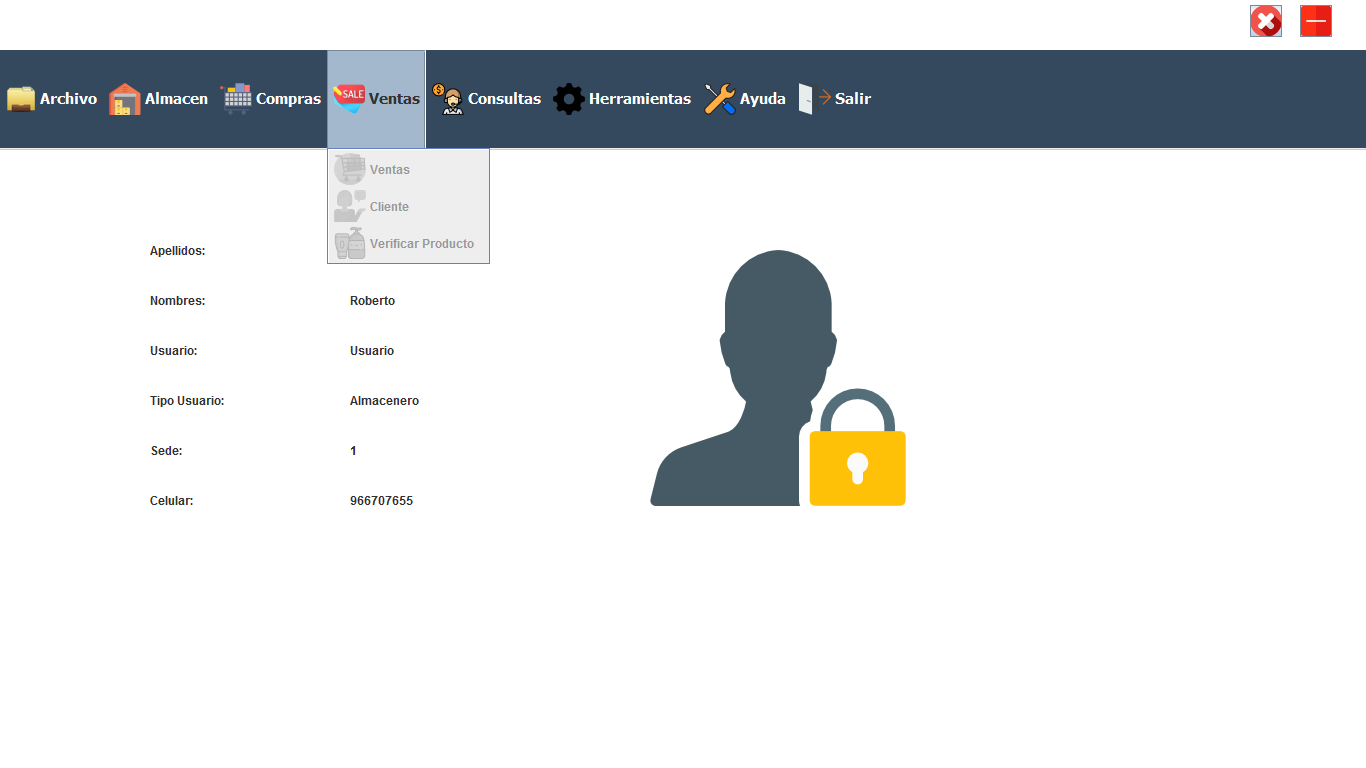 Archivo Almacen Compras SALE Ventas Consultas Herramientas Ayuda Salir
Ventas
Cliente
Verificar Producto
Apellidos:
Nombres: Roberto
Usuario: Usuario
Tipo Usuario: Almacenero
Sede: 1
Celular: 966707655